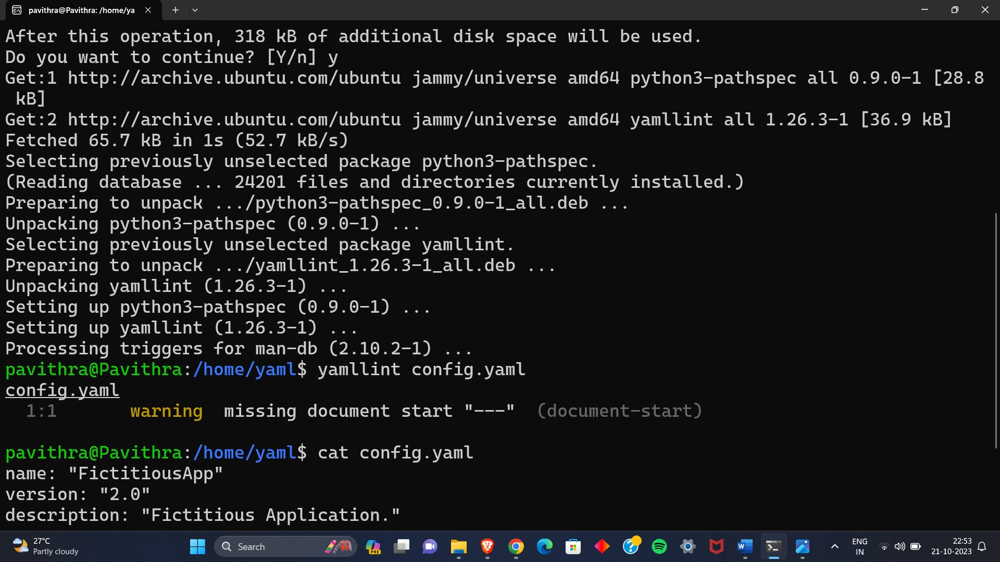 pavithra@Pavithra: /home/ya
After this operation, 318 kB of additional disk space will be used.
Do you want to continue? [Y/n] y
Get:1 http://archive.ubuntu.com/ubuntu jammy/universe amd64 python3-pathspec all 0.9.0-1 [28.8
 kB]
Get:2 http://archive.ubuntu.com/ubuntu jammy/universe amd64 yamllint all 1.26.3-1 [36.9 kB]
Fetched 65.7 kB in 1s (52.7 kB/s)
Selecting previously unselected package python3-pathspec.
(Reading database ... 24201 files and directories currently installed.)
Preparing to unpack .../python3-pathspec_0.9.0-1_all.deb ...
Unpacking python3-pathspec (0.9.0-1) ...
Selecting previously unselected package yamllint.
Preparing to unpack .../yamllint_1.26.3-1_all.deb ...
Unpacking yamllint (1.26.3-1) ...
Setting up python3-pathspec (0.9.0-1) ...
Setting up yamllint (1.26.3-1) ...
Processing triggers for man-db (2.10.2-1) ...
pavithra@Pavithra:/home/yaml$ yamllint config.yaml
config.yaml
  1:1       warning  missing document start "---"  (document-start)
pavithra@Pavithra:/home/yaml$ cat config.yaml
name: "FictitiousApp"
version: "2.0"
description: "Fictitious Application."
27°C
Partly cloudy
Search
PRE
ENG
IN
22:53
21-10-2023